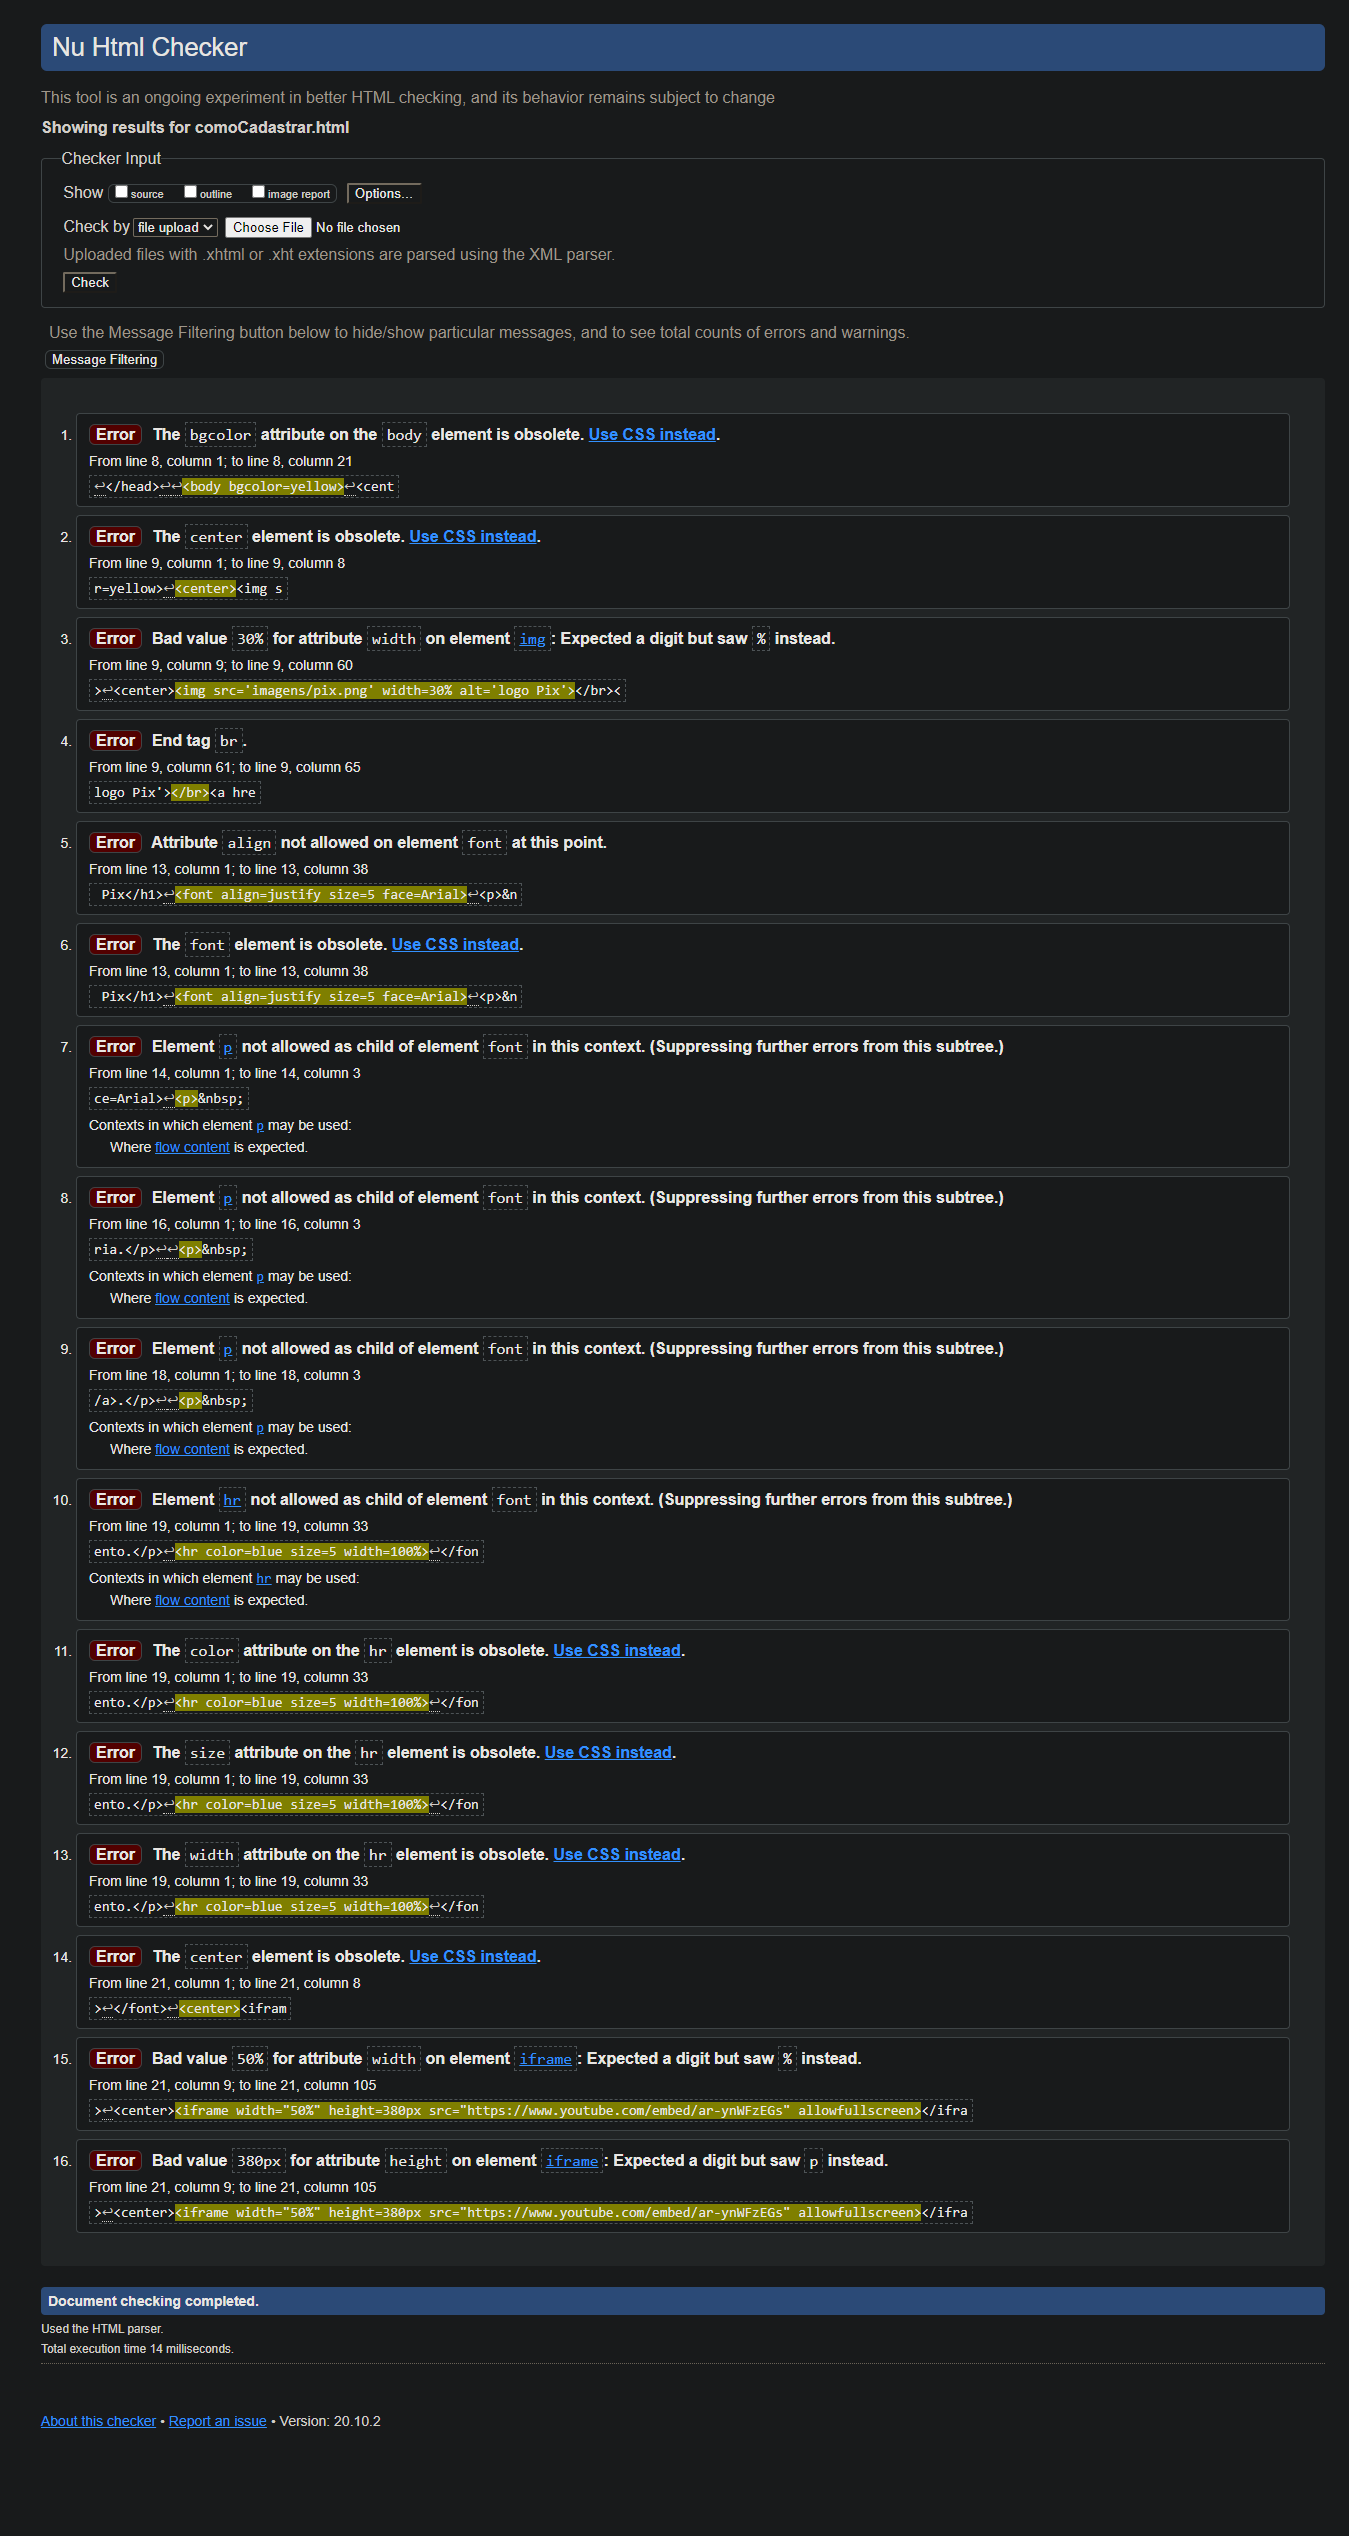 Nu Html Checker
This tool is an ongoing experiment in better HTML checking, and its behavior remains subject to change
Showing results for comoCadastrar.html
Checker Input
Show source outline image report Options...
Check by file upload Choose File No file chosen
Uploaded files with .xhtml or .xht extensions are parsed using the XML parser.
Check
Use the Message Filtering button below to hide/show particular messages, and to see total counts of errors and warnings.
Message Filtering
1. Error The bgcolor attribute on the body element is obsolete. Use CSS instead.
From line 8, column 1; to line 8, column 21
↩</head>↩↩<body bgcolor=yellow>↩<cent
2. Error The center element is obsolete. Use CSS instead.
From line 9, column 1; to line 9, column 8
r=yellow>↩<center><img s
3. Error Bad value 30% for attribute width on element img: Expected a digit but saw % instead.
From line 9, column 9; to line 9, column 60
>↩<center><img src='imagens/pix.png' width=30% alt='logo Pix'></br><
4. Error End tag br.
From line 9, column 61; to line 9, column 65
logo Pix'></br><a hre
5. Error Attribute align not allowed on element font at this point.
From line 13, column 1; to line 13, column 38
Pix</h1>↩<font align=justify size=5 face=Arial>↩<p>&n
6. Error The font element is obsolete. Use CSS instead.
From line 13, column 1; to line 13, column 38
Pix</h1>↩<font align=justify size=5 face=Arial>↩<p>&n
7. Error Element p not allowed as child of element font in this context. (Suppressing further errors from this subtree.)
From line 14, column 1; to line 14, column 3
ce=Arial>↩<p>&nbsp;
Contexts in which element p may be used:
Where flow content is expected.
8. Error Element p not allowed as child of element font in this context. (Suppressing further errors from this subtree.)
From line 16, column 1; to line 16, column 3
ria.</p>↩↩<p>&nbsp;
Contexts in which element p may be used:
Where flow content is expected.
9. Error Element p not allowed as child of element font in this context. (Suppressing further errors from this subtree.)
From line 18, column 1; to line 18, column 3
/a>.</p>↩↩<p>&nbsp;
Contexts in which element p may be used:
Where flow content is expected.
10. Error Element hr not allowed as child of element font in this context. (Suppressing further errors from this subtree.)
From line 19, column 1; to line 19, column 33
ento.</p>↩<hr color=blue size=5 width=100%>↩</fon
Contexts in which element hr may be used:
Where flow content is expected.
11. Error The color attribute on the hr element is obsolete. Use CSS instead.
From line 19, column 1; to line 19, column 33
ento.</p>↩<hr color=blue size=5 width=100%>↩</fon
12. Error The size attribute on the hr element is obsolete. Use CSS instead.
From line 19, column 1; to line 19, column 33
ento.</p>↩<hr color=blue size=5 width=100%>↩</fon
13. Error The width attribute on the hr element is obsolete. Use CSS instead.
From line 19, column 1; to line 19, column 33
ento.</p>↩<hr color=blue size=5 width=100%>↩</fon
14. Error The center element is obsolete. Use CSS instead.
From line 21, column 1; to line 21, column 8
>↩</font>↩<center><ifram
15. Error Bad value 50% for attribute width on element iframe: Expected a digit but saw % instead.
From line 21, column 9; to line 21, column 105
>↩<center><iframe width="50%" height=380px src="https://www.youtube.com/embed/ar-ynWFzEGs" allowfullscreen></ifra
16. Error Bad value 380px for attribute height on element iframe: Expected a digit but saw p instead.
From line 21, column 9; to line 21, column 105
>↩<center><iframe width="50%" height=380px src="https://www.youtube.com/embed/ar-ynWFzEGs" allowfullscreen></ifra
Document checking completed.
Used the HTML parser.
Total execution time 14 milliseconds.
About this checker • Report an issue • Version: 20.10.2